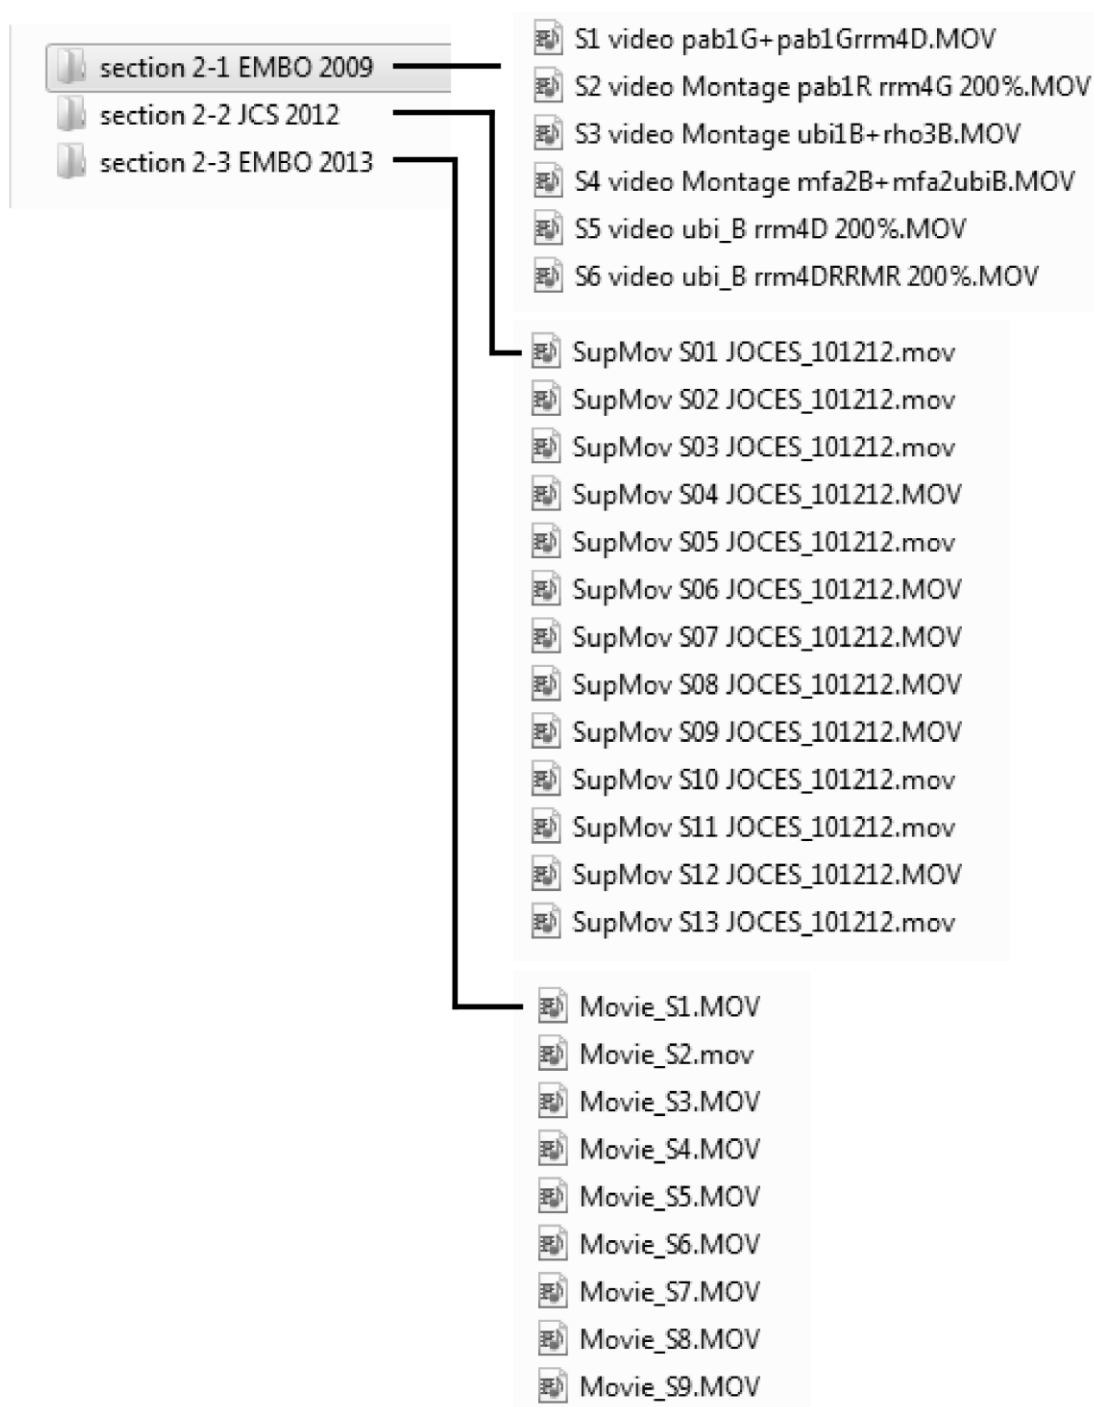 section 2-1 EMBO 2009
section 2-2 JCS 2012
section 2-3 EMBO 2013
S1 video pab1G+pab1Grrm4D.MOV
S2 video Montage pab1R rrm4G 200%.MOV
S3 video Montage ubi1B+rho3B.MOV
S4 video Montage mfa2B+mfa2ubiB.MOV
S5 video ubi_B rrm4D 200%.MOV
S6 video ubi_B rrm4DRRMR 200%.MOV
SupMov S01 JOCES_101212.mov
SupMov S02 JOCES_101212.mov
SupMov S03 JOCES_101212.mov
SupMov S04 JOCES_101212.MOV
SupMov S05 JOCES_101212.mov
SupMov S06 JOCES_101212.MOV
SupMov S07 JOCES_101212.MOV
SupMov S08 JOCES_101212.MOV
SupMov S09 JOCES_101212.MOV
SupMov S10 JOCES_101212.mov
SupMov S11 JOCES_101212.mov
SupMov S12 JOCES_101212.MOV
SupMov S13 JOCES_101212.mov
Movie_S1.MOV
Movie_S2.mov
Movie_S3.MOV
Movie_S4.MOV
Movie_S5.MOV
Movie_S6.MOV
Movie_S7.MOV
Movie_S8.MOV
Movie_S9.MOV